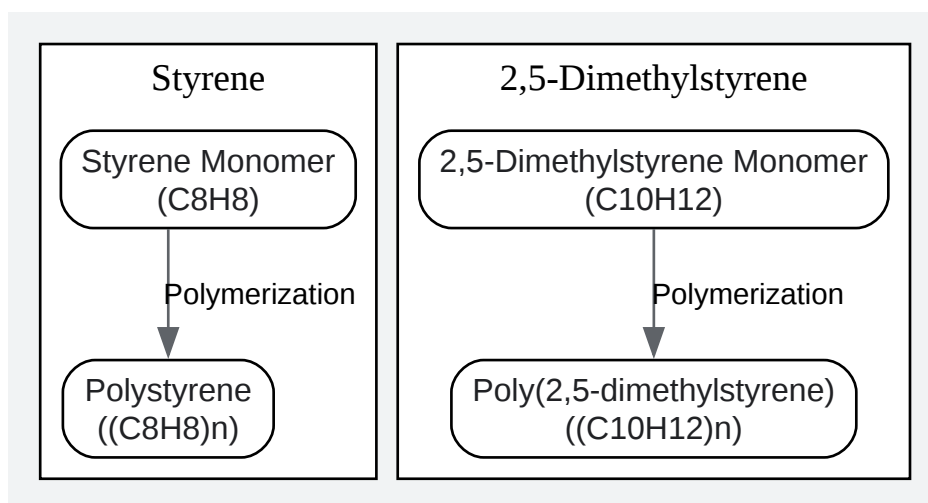 Styrene
Styrene Monomer
(C8H8)
Polymerization
Polystyrene
((C8H8)n)
2,5-Dimethylstyrene
2,5-Dimethylstyrene Monomer
(C10H12)
Polymerization
Poly(2,5-dimethylstyrene)
((C10H12)n)